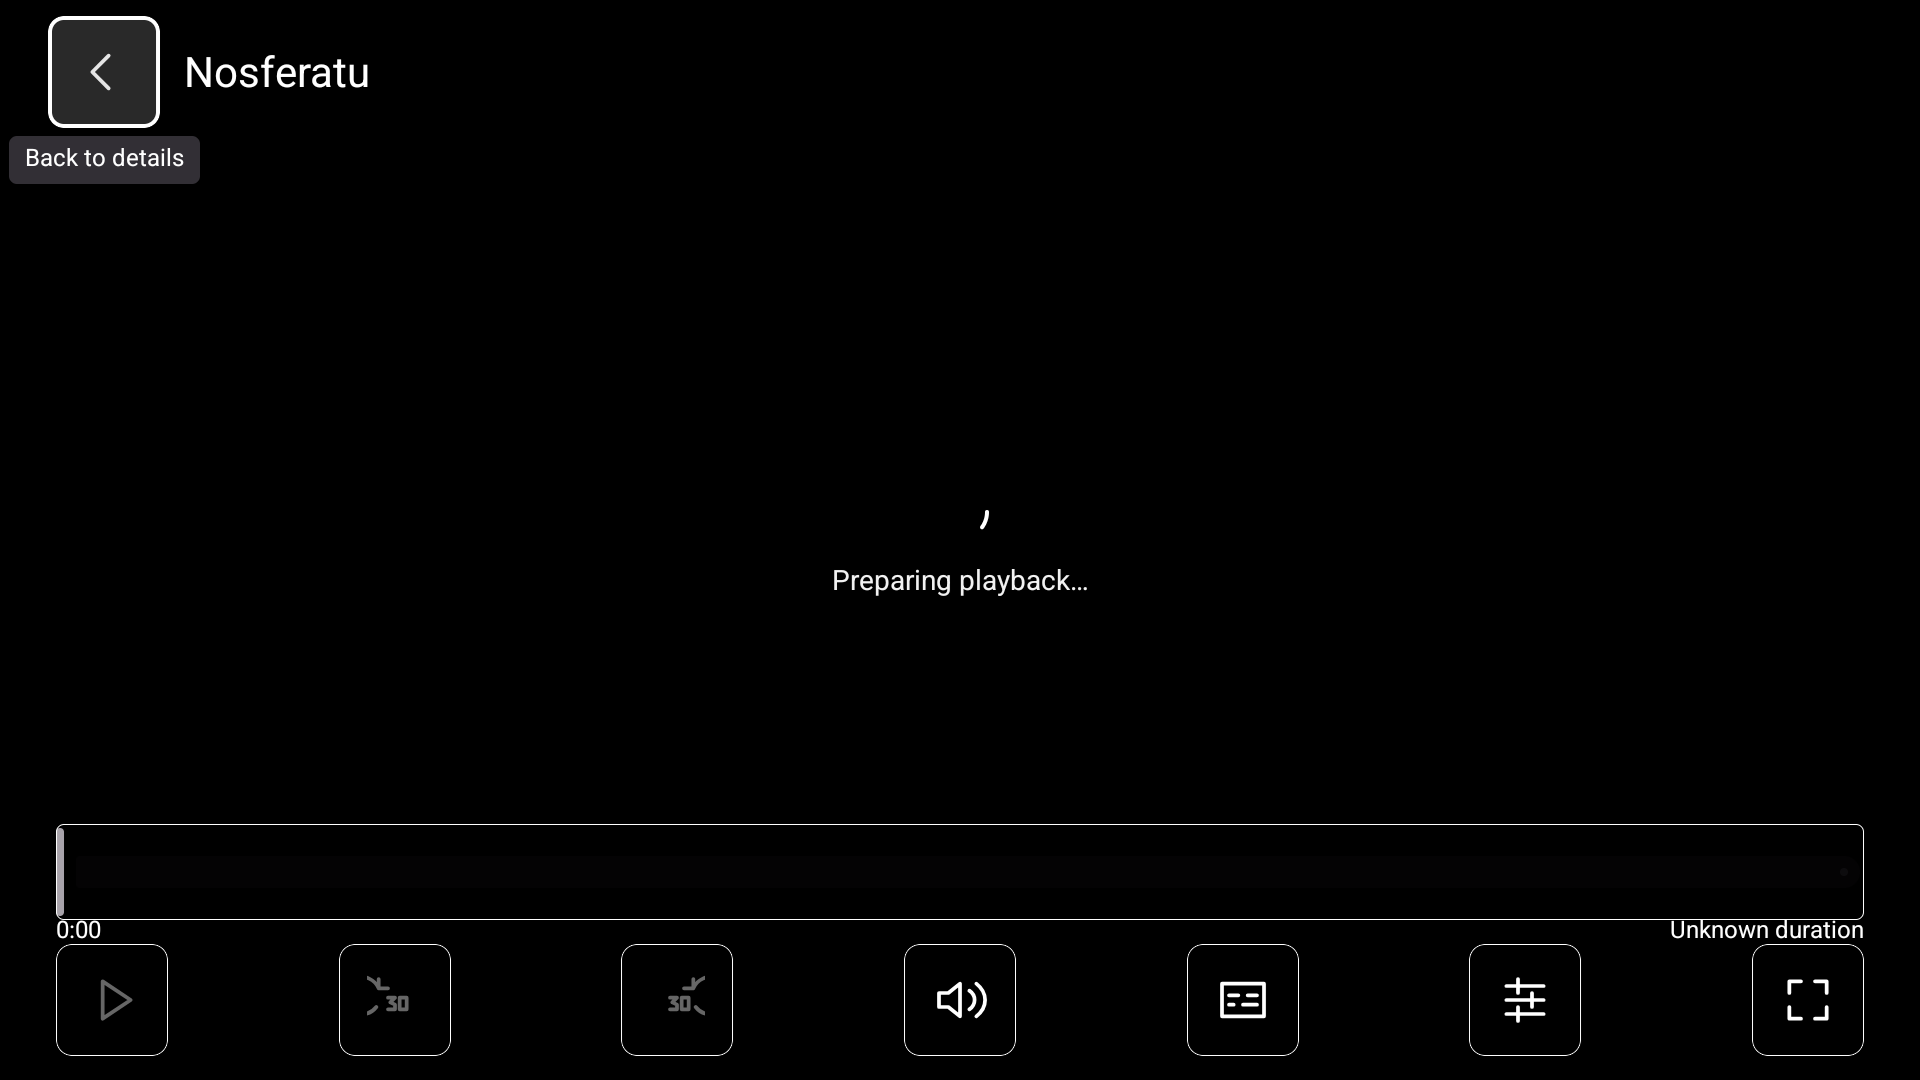 Nosferatu
Back to details
Preparing playback...
0:00
Unknown duration
30
30